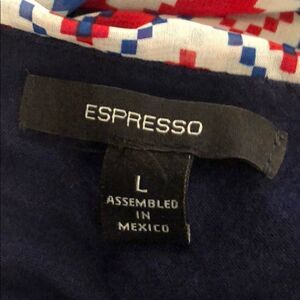 ESPRESSO
L
ASSEMBLED
IN
MEXICO